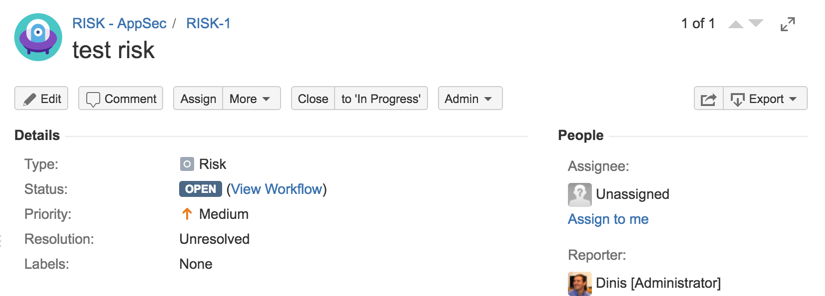 RISK - AppSec / RISK-1
1 of 1
test risk
Edit
Comment
Assign
More
Close
to 'In Progress'
Admin
Export
Details
Type: Risk
Status: OPEN (View Workflow)
Priority: Medium
Resolution: Unresolved
Labels: None
People
Assignee:
Unassigned
Assign to me
Reporter:
Dinis [Administrator]